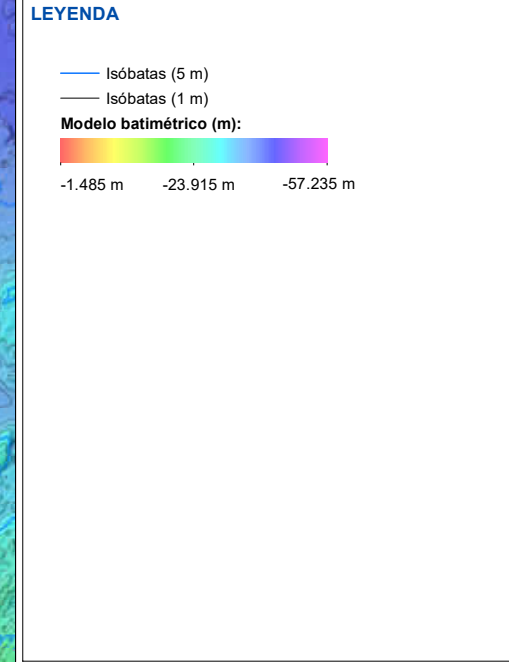 LEYENDA
Isóbatas (5 m)
Isóbatas (1 m)
Modelo batimétrico (m):
-1.485 m -23.915 m -57.235 m